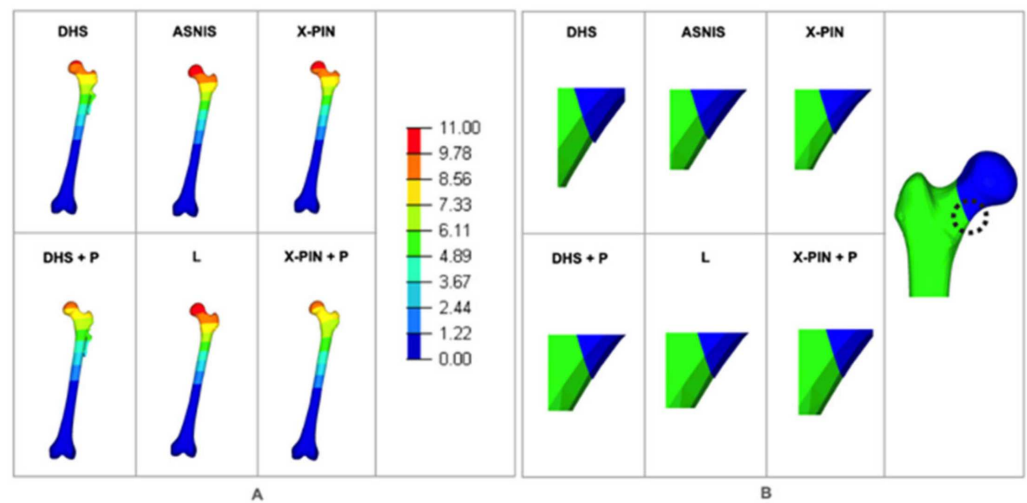 DHS ASNIS X-PIN
DHS + P L X-PIN + P
11.00
9.78
8.56
7.33
6.11
4.89
3.67
2.44
1.22
0.00
A
DHS ASNIS X-PIN
DHS + P L X-PIN + P
B